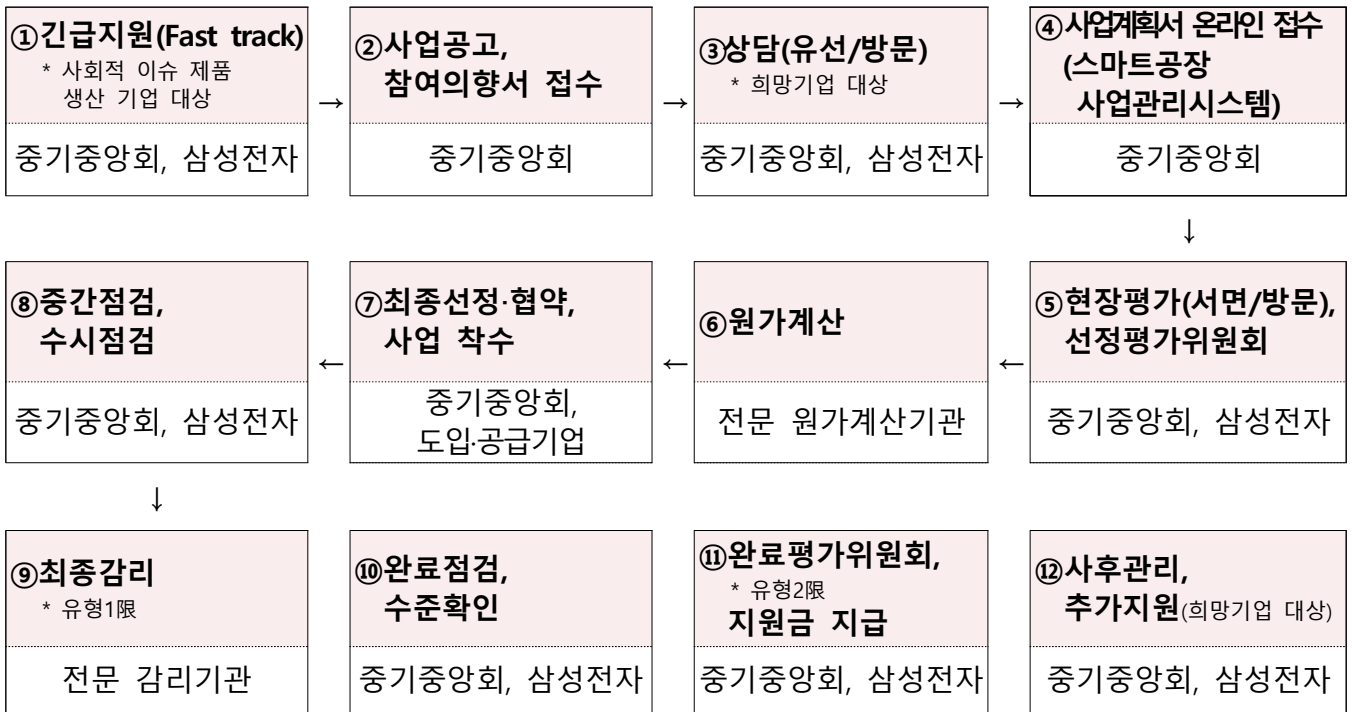 ①긴급지원(Fast track)
* 사회적 이슈 제품
생산 기업 대상
중기중앙회, 삼성전자
→
②사업공고,
참여의향서 접수
중기중앙회
→
③상담(유선/방문)
* 희망기업 대상
중기중앙회, 삼성전자
→
④사업계획서 온라인 접수
(스마트공장
사업관리시스템)
중기중앙회
↓
⑤현장평가(서면/방문),
선정평가위원회
중기중앙회, 삼성전자
←
⑥원가계산
전문 원가계산기관
←
⑦최종선정·협약,
사업 착수
중기중앙회,
도입·공급기업
←
⑧중간점검,
수시점검
중기중앙회, 삼성전자
↓
⑨최종감리
* 유형1限
전문 감리기관
⑩완료점검,
수준확인
중기중앙회, 삼성전자
⑪완료평가위원회,
* 유형2限
지원금 지급
중기중앙회, 삼성전자
⑫사후관리,
추가지원(희망기업 대상)
중기중앙회, 삼성전자